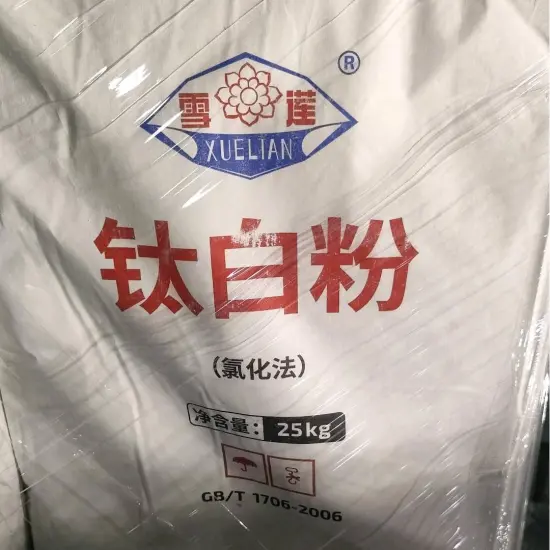 雪莲 ®
XUELIAN
钛白粉
（氯化法）
净含量：25kg
GB/T 1706-2006